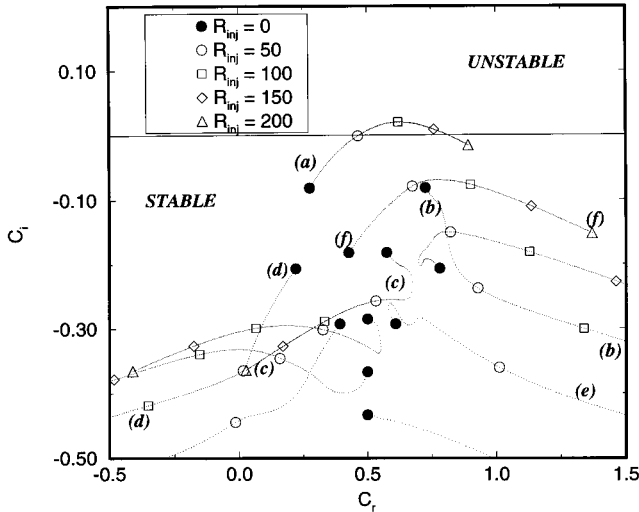 R_inj = 0
R_inj = 50
R_inj = 100
R_inj = 150
R_inj = 200
UNSTABLE
STABLE
(a)
(b)
(f)
(d)
(f)
(c)
(b)
(c)
(e)
(d)
0.10
-0.10
-0.30
-0.50
C_i
-0.5
0.0
0.5
1.0
1.5
C_r